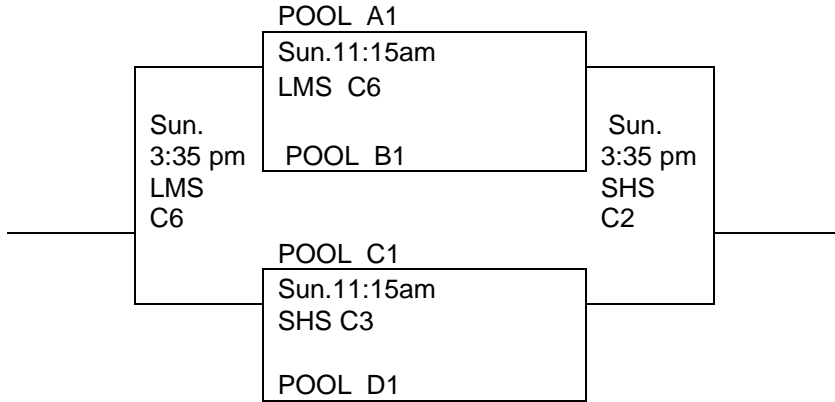 POOL A1
Sun.11:15am
LMS C6
POOL B1
Sun.
3:35 pm
LMS
C6
Sun.
3:35 pm
SHS
C2
POOL C1
Sun.11:15am
SHS C3
POOL D1